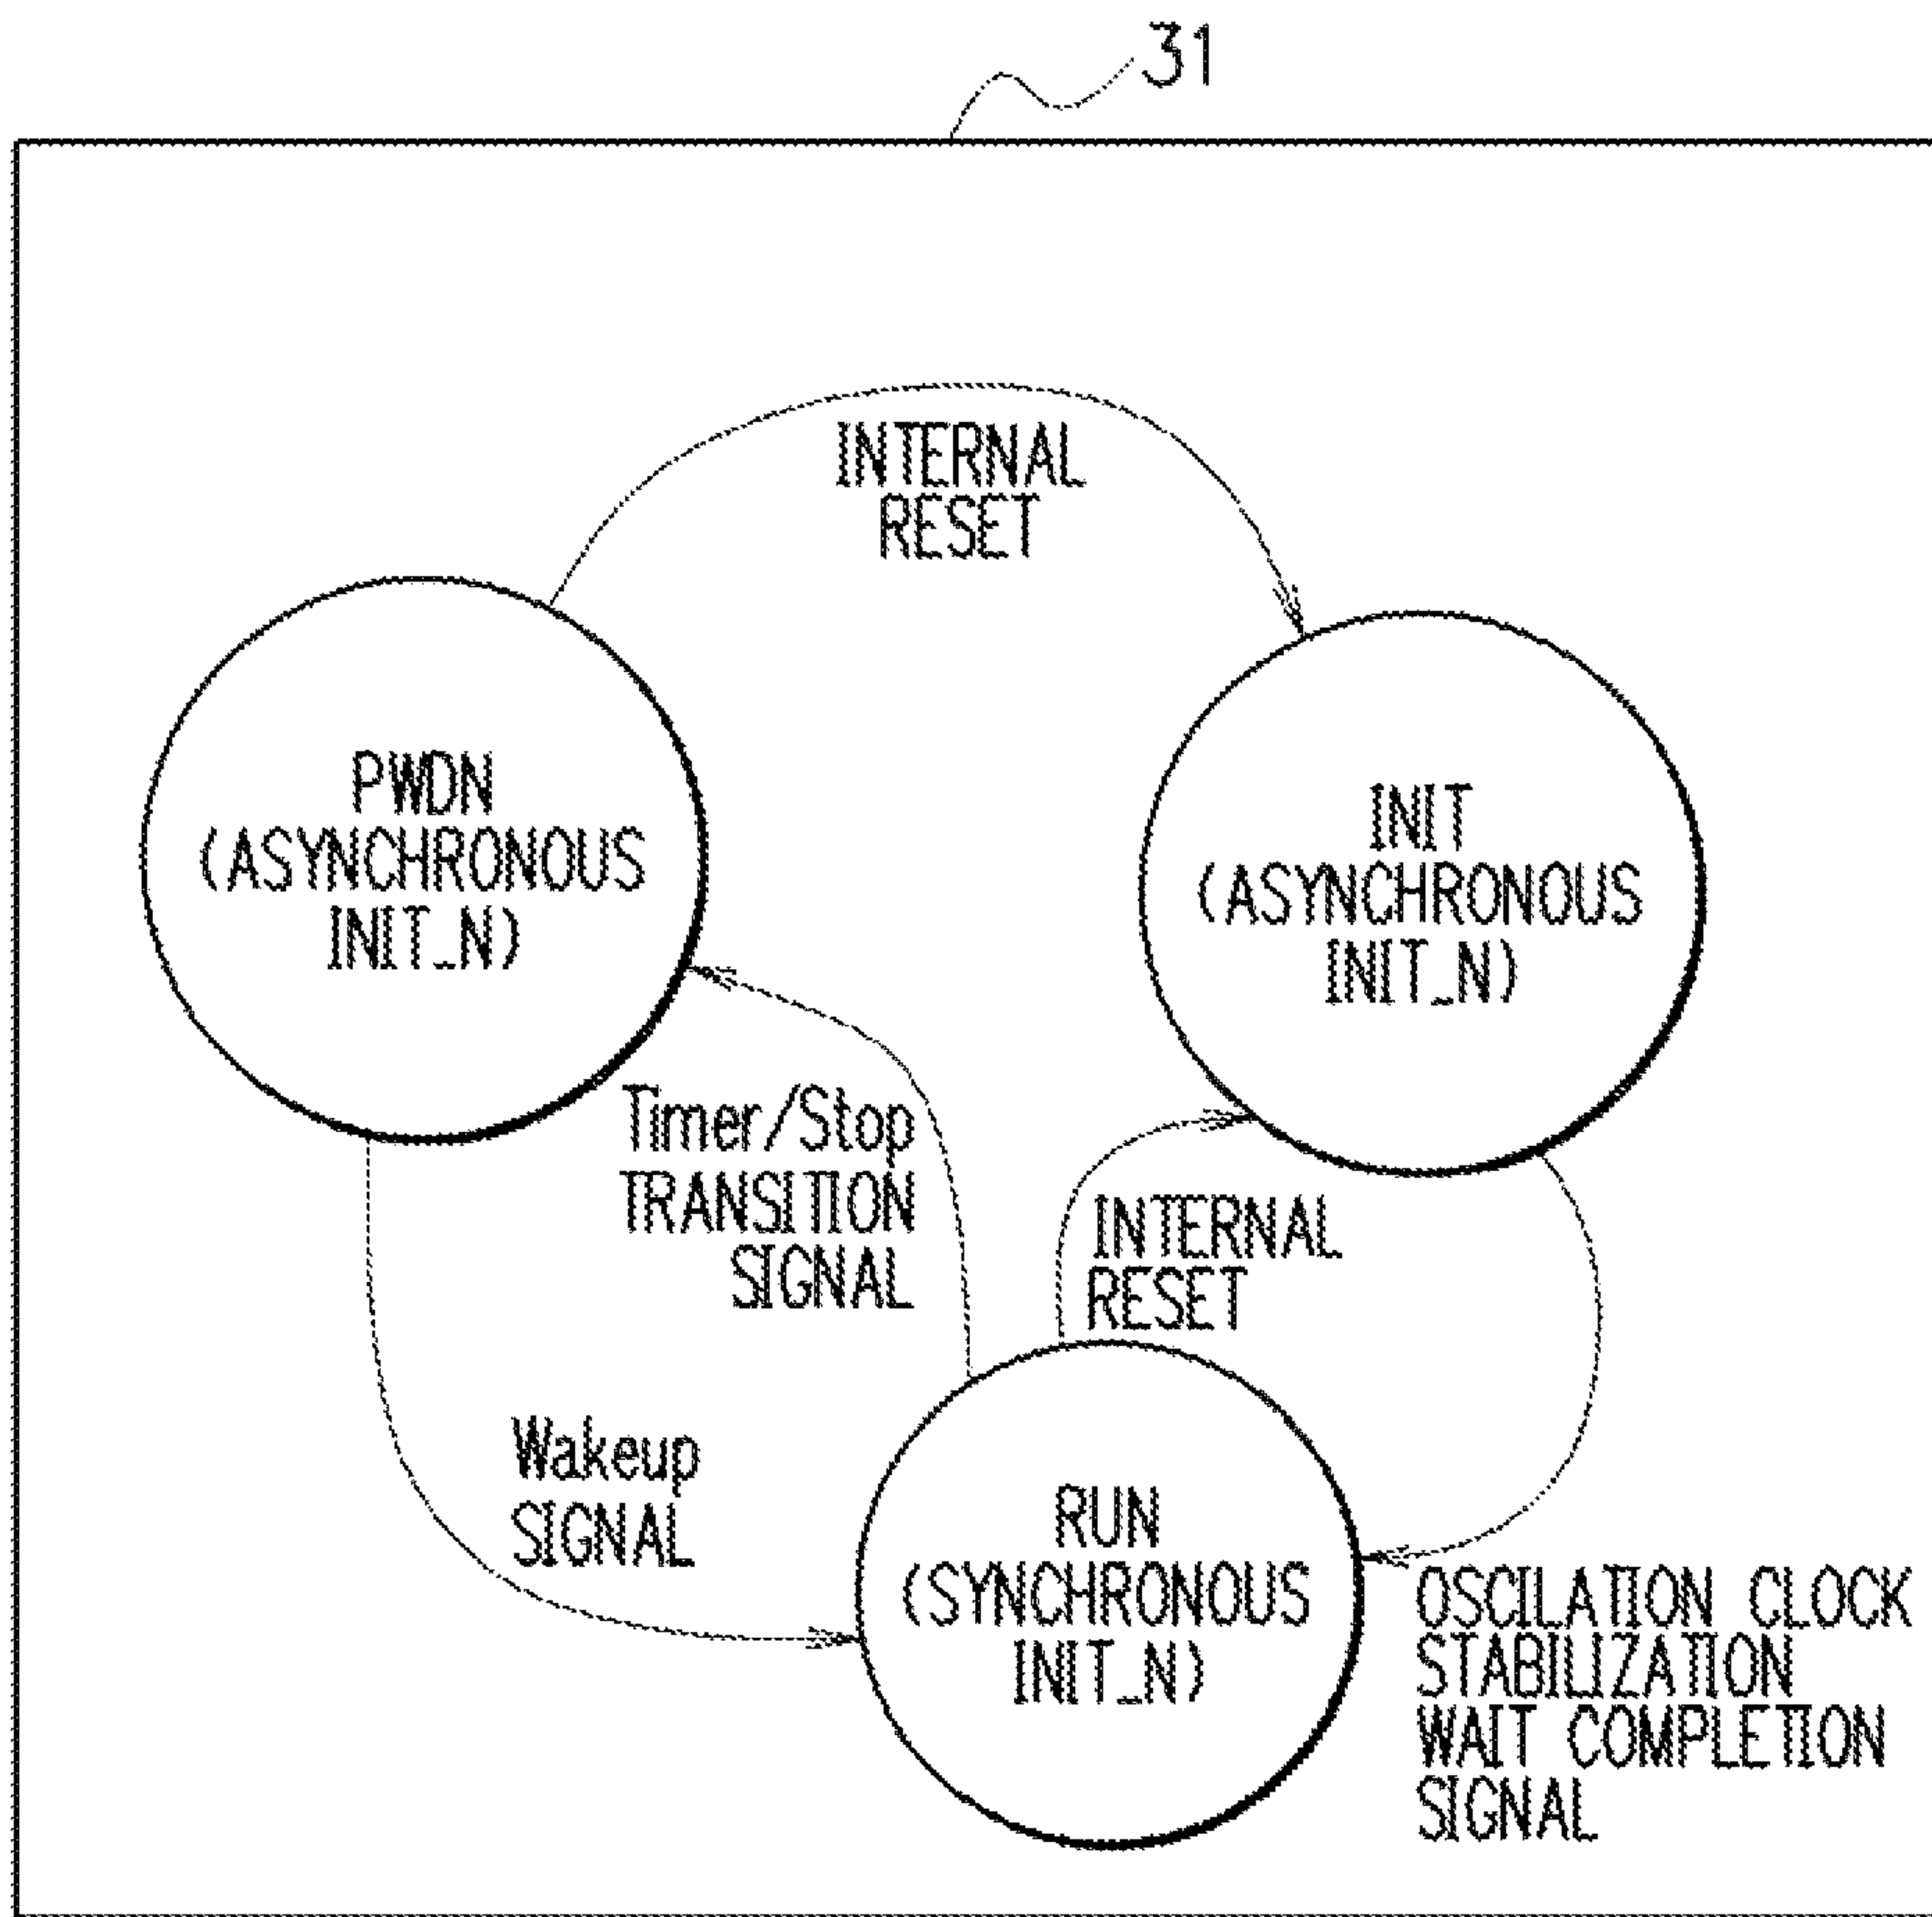 31
INTERNAL
RESET
PWDN
(ASYNCHRONOUS
INIT_N)
INIT
(ASYNCHRONOUS
INIT_N)
Timer/Stop
TRANSITION
SIGNAL
INTERNAL
RESET
Wakeup
SIGNAL
RUN
(SYNCHRONOUS
INIT_N)
OSCILATION CLOCK
STABILIZATION
WAIT COMPLETION
SIGNAL